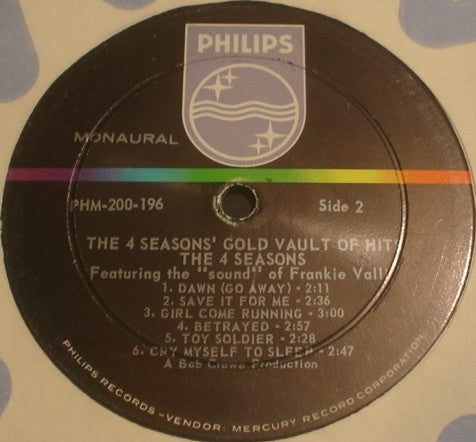 PHILIPS
MONAURAL
PHM-200-196
Side 2
THE 4 SEASONS' GOLD VAULT OF HITS
THE 4 SEASONS
Featuring the "sound" of Frankie Valli
1. DAWN (GO AWAY) - 2:11
2. SAVE IT FOR ME - 2:36
3. GIRL COME RUNNING - 3:00
4. BETRAYED - 2:57
5. TOY SOLDIER - 2:28
6. CRY MYSELF TO SLEEP - 2:47
A Bob Crewe Production
PHILIPS RECORDS-VENDOR: MERCURY RECORD CORPORATION